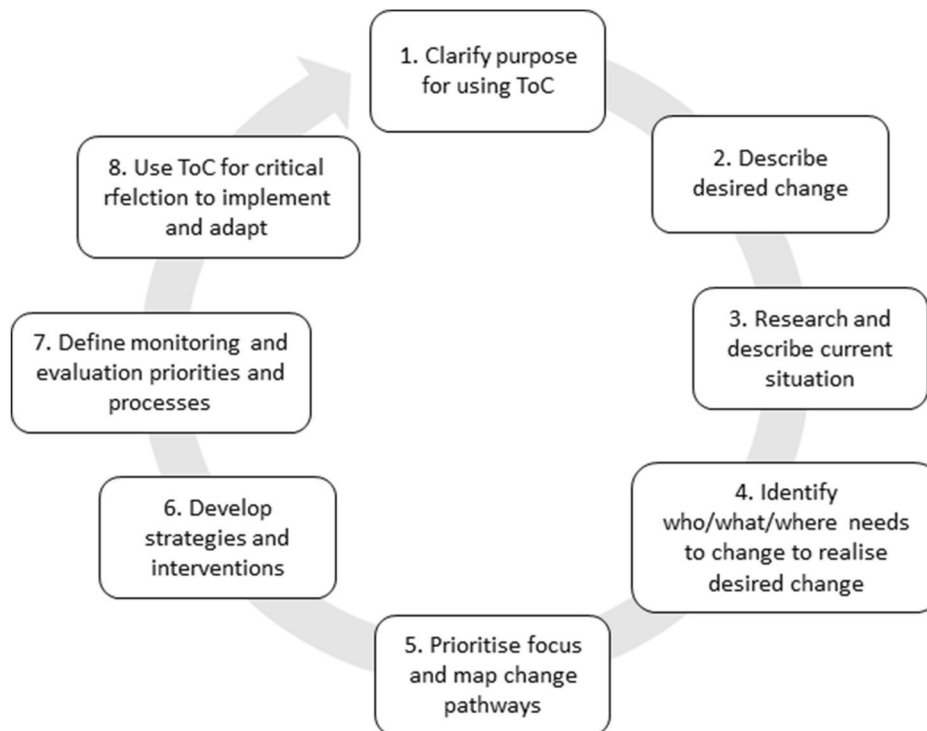 1. Clarify purpose
for using ToC
2. Describe
desired change
3. Research and
describe current
situation
4. Identify
who/what/where needs
to change to realise
desired change
5. Prioritise focus
and map change
pathways
6. Develop
strategies and
interventions
7. Define monitoring and
evaluation priorities and
processes
8. Use ToC for critical
rfelction to implement
and adapt